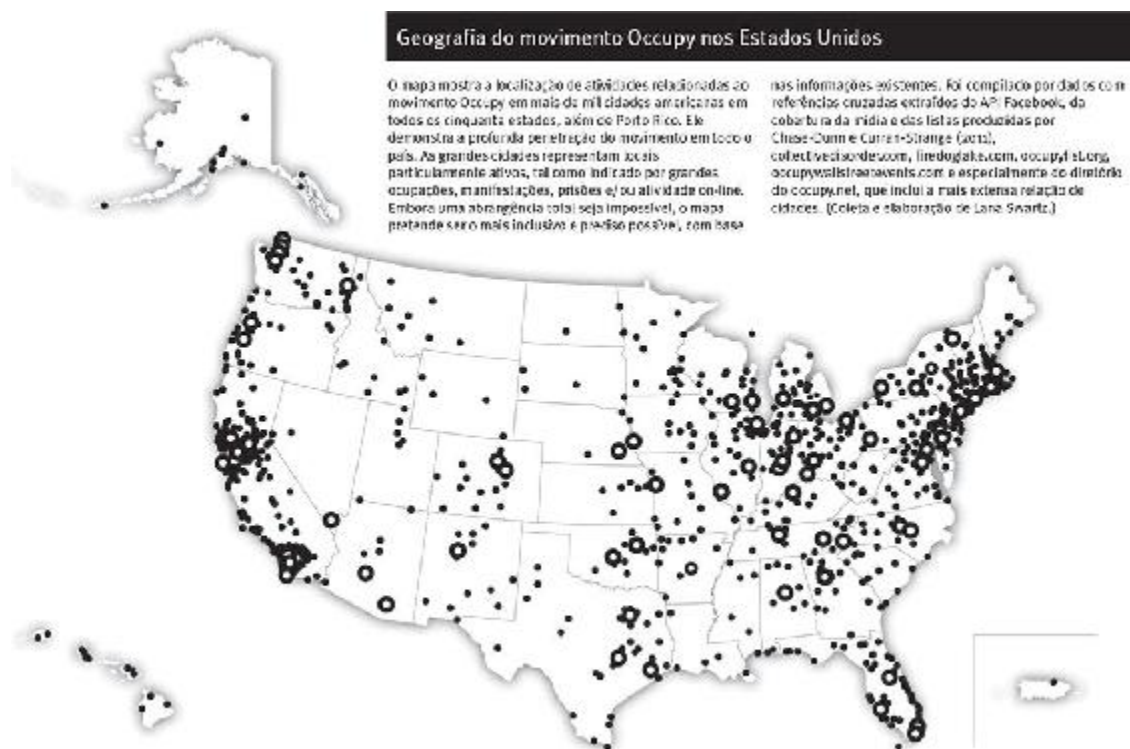 Geografia do movimento Occupy nos Estados Unidos
O mapa mostra a localização de atividades relacionadas ao
movimento Occupy em mais de mil cidades americanas em
todos os cinquenta estados, além de Porto Rico. Ele
demonstra a profunda penetração do movimento em todo o
país. As grandes cidades representam locais
particularmente ativos, tal como indicado por grandes
ocupações, manifestações, prisões e/ou atividade on-line.
Embora uma abrangência total seja impossível, o mapa
pretende ser o mais inclusivo e preciso possível, com base
nas informações existentes. Foi compilado por dados com
referências cruzadas extraídos do API Facebook, da
cobertura da mídia e das listas produzidas por
Chase-Dunn e Curran-Strange (2011),
collectivedisorder.com, firedoglake.com, occupylist.org,
occupywallstreetevents.com e especialmente do diretório
do occupy.net, que inclui a mais extensa relação de
cidades. (Coleta e elaboração de Lana Swartz.)